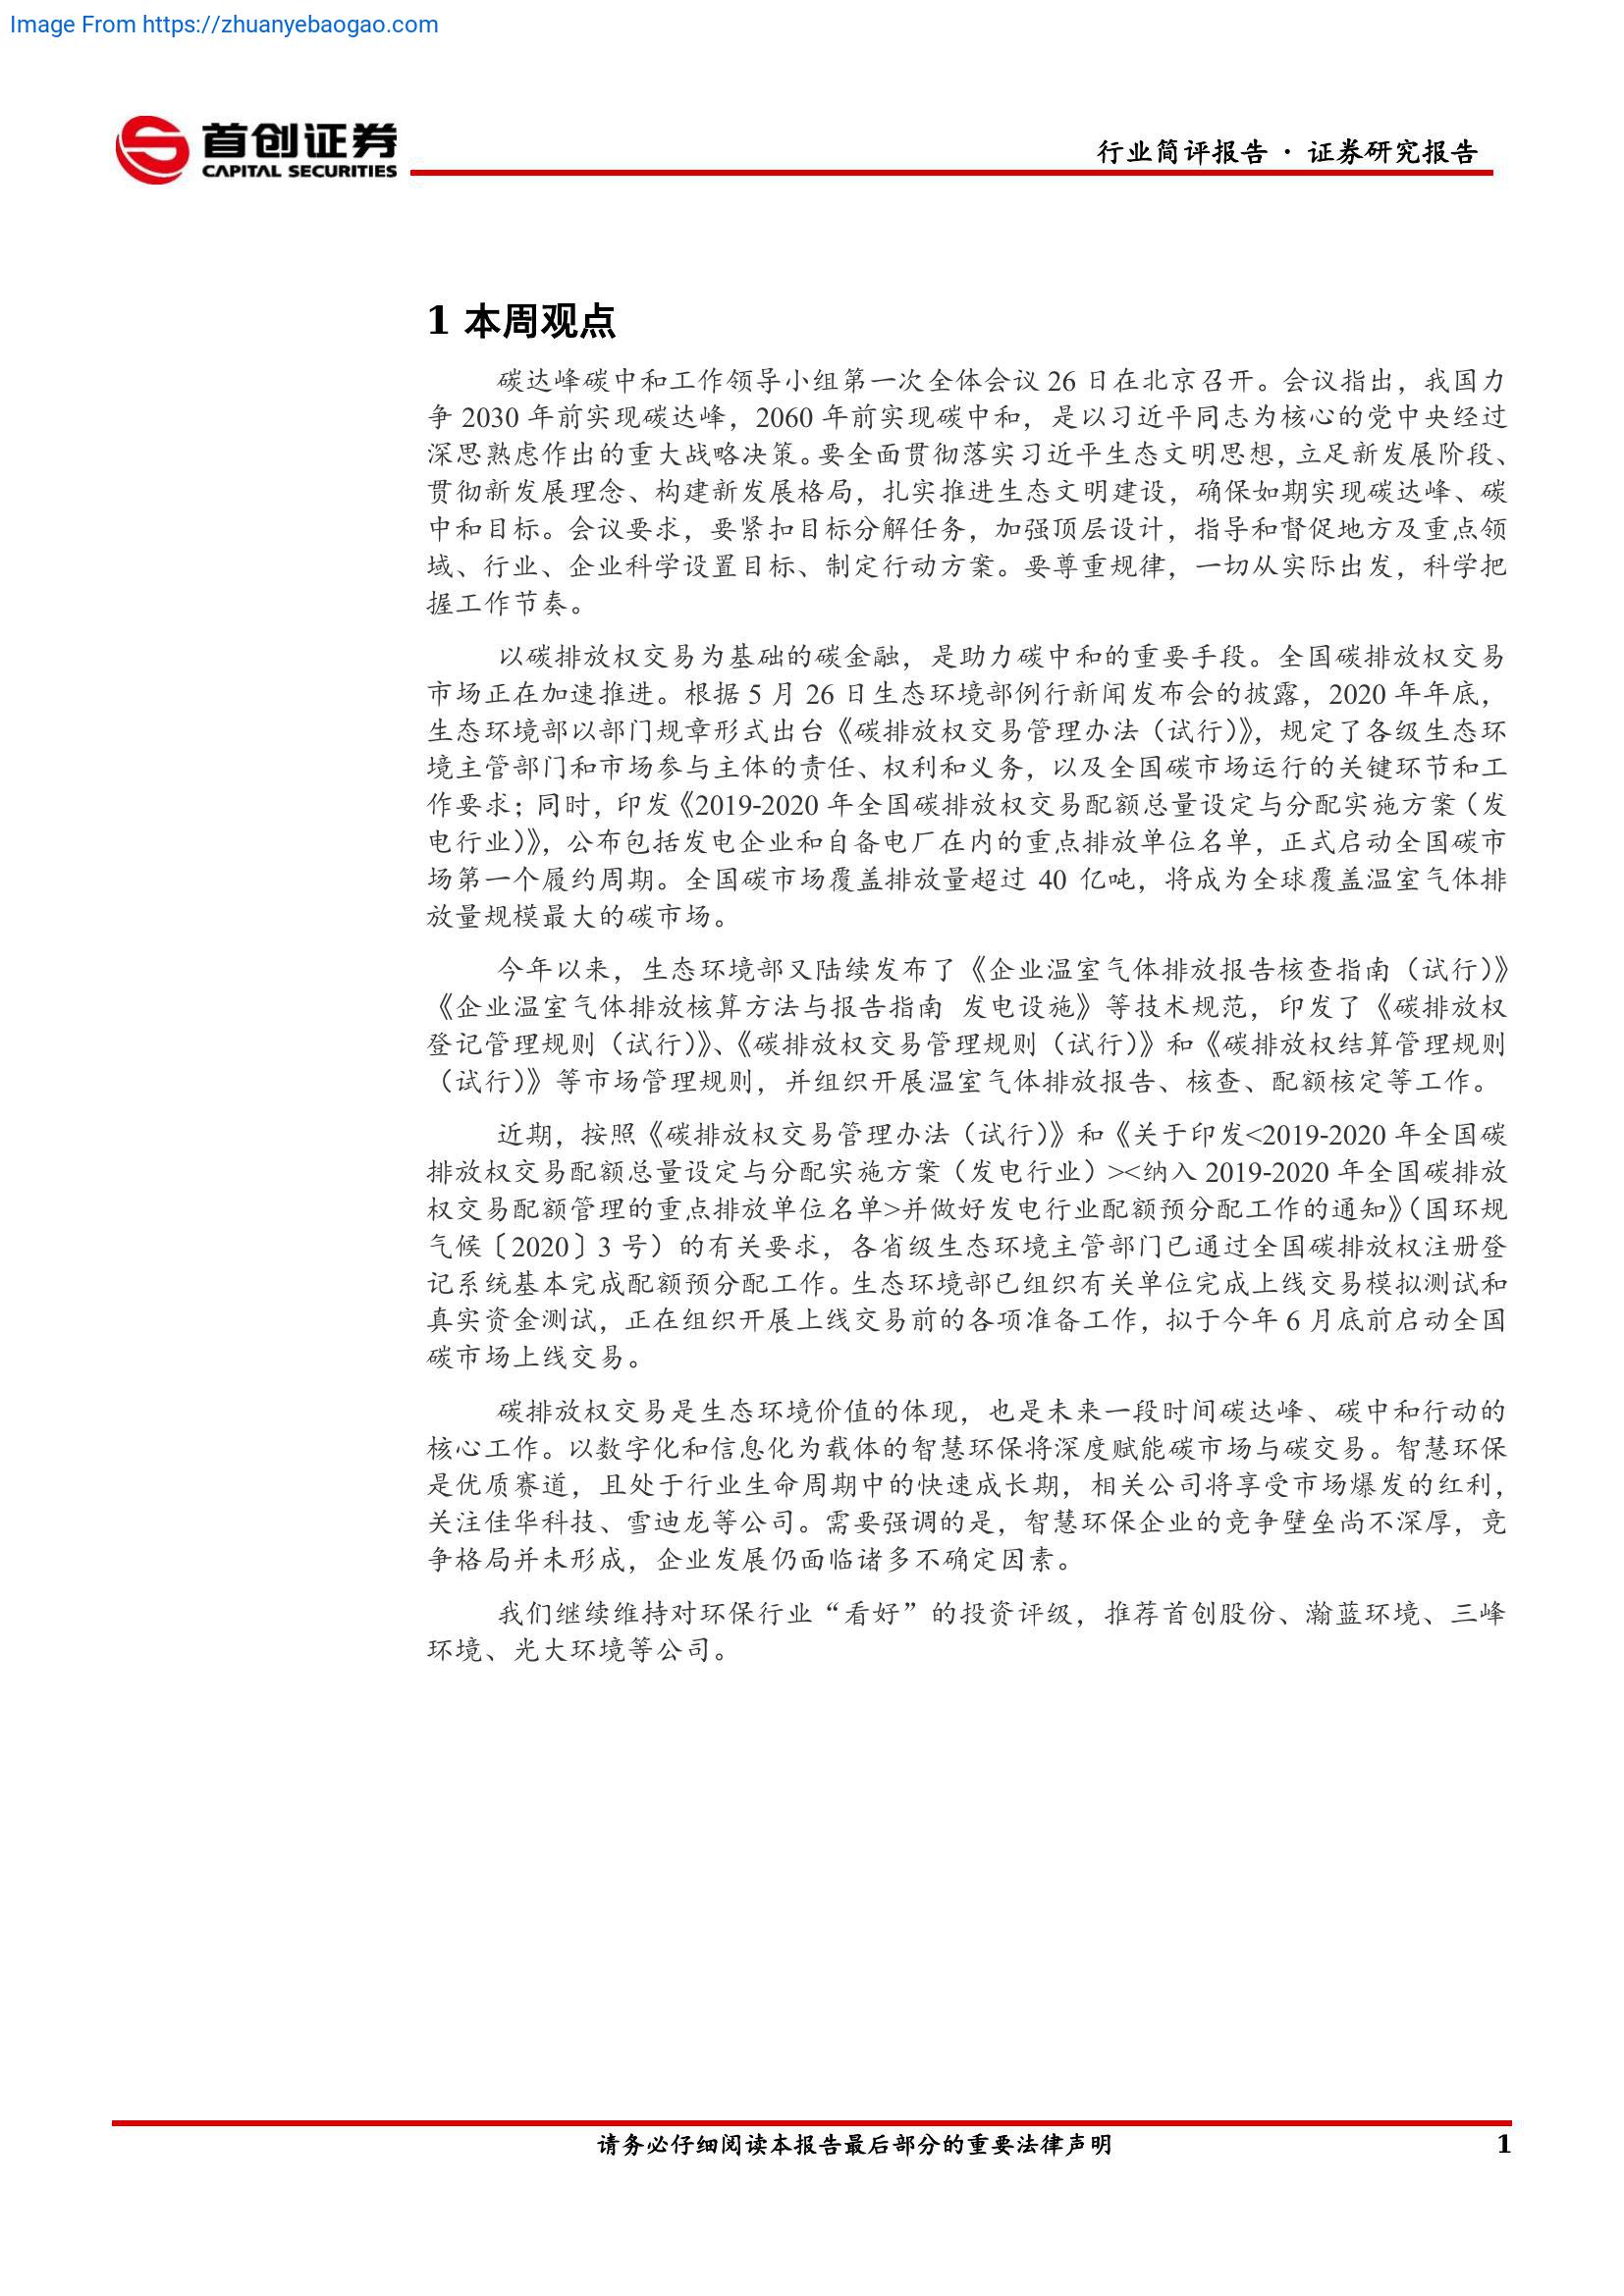 Image From https://zhuanyebaogao.com
首创证券
CAPITAL SECURITIES
行业简评报告 · 证券研究报告
1 本周观点
碳达峰碳中和工作领导小组第一次全体会议 26 日在北京召开。会议指出，我国力
争 2030 年前实现碳达峰，2060 年前实现碳中和，是以习近平同志为核心的党中央经过
深思熟虑作出的重大战略决策。要全面贯彻落实习近平生态文明思想，立足新发展阶段、
贯彻新发展理念、构建新发展格局，扎实推进生态文明建设，确保如期实现碳达峰、碳
中和目标。会议要求，要紧扣目标分解任务，加强顶层设计，指导和督促地方及重点领
域、行业、企业科学设置目标、制定行动方案。要尊重规律，一切从实际出发，科学把
握工作节奏。
以碳排放权交易为基础的碳金融，是助力碳中和的重要手段。全国碳排放权交易
市场正在加速推进。根据 5 月 26 日生态环境部例行新闻发布会的披露，2020 年年底，
生态环境部以部门规章形式出台《碳排放权交易管理办法（试行）》，规定了各级生态环
境主管部门和市场参与主体的责任、权利和义务，以及全国碳市场运行的关键环节和工
作要求；同时，印发《2019-2020 年全国碳排放权交易配额总量设定与分配实施方案（发
电行业）》，公布包括发电企业和自备电厂在内的重点排放单位名单，正式启动全国碳市
场第一个履约周期。全国碳市场覆盖排放量超过 40 亿吨，将成为全球覆盖温室气体排
放量规模最大的碳市场。
今年以来，生态环境部又陆续发布了《企业温室气体排放报告核查指南（试行）》
《企业温室气体排放核算方法与报告指南 发电设施》等技术规范，印发了《碳排放权
登记管理规则（试行）》、《碳排放权交易管理规则（试行）》和《碳排放权结算管理规则
（试行）》等市场管理规则，并组织开展温室气体排放报告、核查、配额核定等工作。
近期，按照《碳排放权交易管理办法（试行）》和《关于印发<2019-2020 年全国碳
排放权交易配额总量设定与分配实施方案（发电行业）><纳入 2019-2020 年全国碳排放
权交易配额管理的重点排放单位名单>并做好发电行业配额预分配工作的通知》（国环规
气候〔2020〕3 号）的有关要求，各省级生态环境主管部门已通过全国碳排放权注册登
记系统基本完成配额预分配工作。生态环境部已组织有关单位完成上线交易模拟测试和
真实资金测试，正在组织开展上线交易前的各项准备工作，拟于今年 6 月底前启动全国
碳市场上线交易。
碳排放权交易是生态环境价值的体现，也是未来一段时间碳达峰、碳中和行动的
核心工作。以数字化和信息化为载体的智慧环保将深度赋能碳市场与碳交易。智慧环保
是优质赛道，且处于行业生命周期中的快速成长期，相关公司将享受市场爆发的红利，
关注佳华科技、雪迪龙等公司。需要强调的是，智慧环保企业的竞争壁垒尚不深厚，竞
争格局并未形成，企业发展仍面临诸多不确定因素。
我们继续维持对环保行业“看好”的投资评级，推荐首创股份、瀚蓝环境、三峰
环境、光大环境等公司。
请务必仔细阅读本报告最后部分的重要法律声明
1